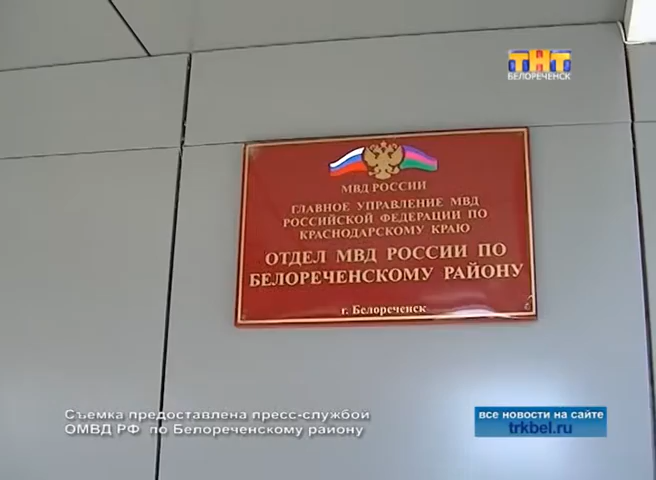 ТНТ
БЕЛОРЕЧЕНСК
МВД РОССИИ
ГЛАВНОЕ УПРАВЛЕНИЕ МВД
РОССИЙСКОЙ ФЕДЕРАЦИИ ПО
КРАСНОДАРСКОМУ КРАЮ
ОТДЕЛ МВД РОССИИ ПО
БЕЛОРЕЧЕНСКОМУ РАЙОНУ
г. Белореченск
Съемка предоставлена пресс-службой
ОМВД РФ по Белореченскому району
все новости на сайте
trkbel.ru